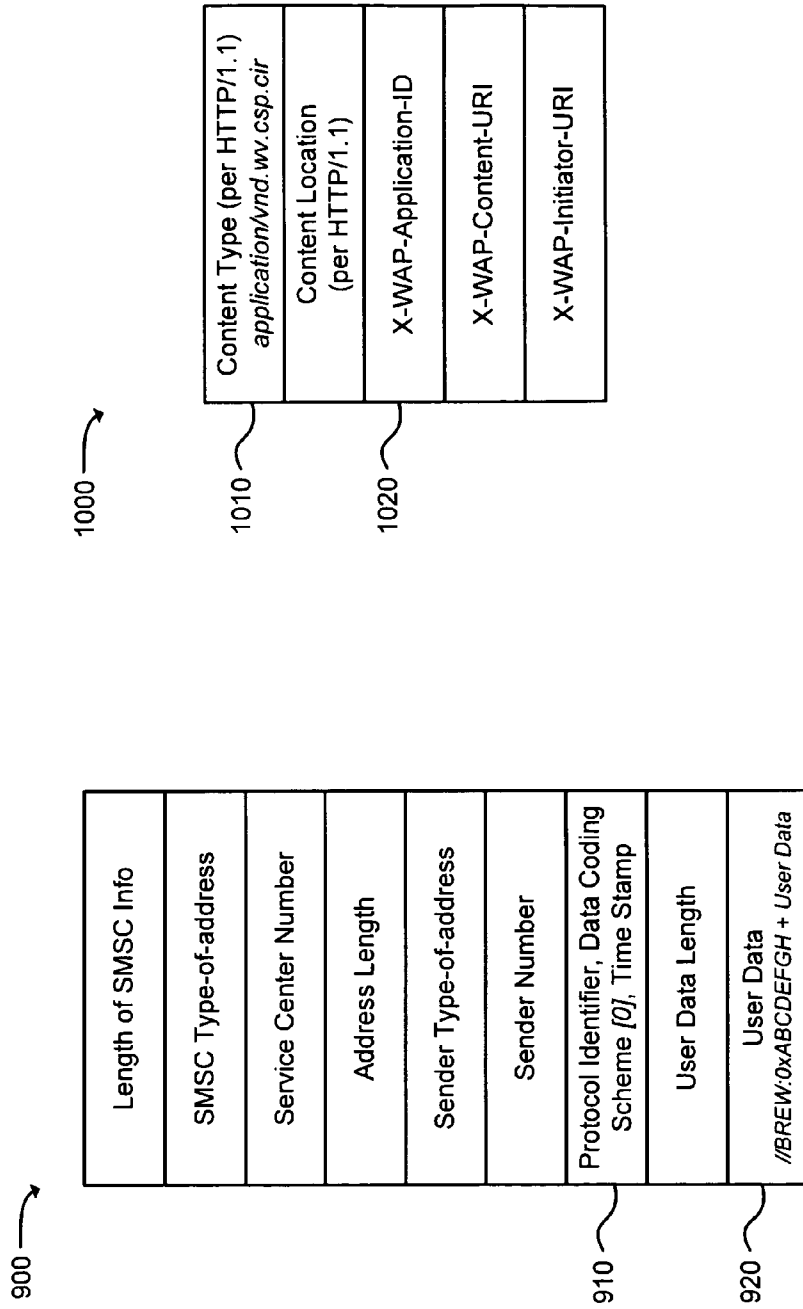 900
Length of SMSC Info
SMSC Type-of-address
Service Center Number
Address Length
Sender Type-of-address
Sender Number
910
Protocol Identifier, Data Coding
Scheme [0], Time Stamp
User Data Length
920
User Data
//BREW:0xABCDEFGH + User Data
1000
1010
Content Type (per HTTP/1.1)
application/vnd.wv.csp.cir
Content Location
(per HTTP/1.1)
1020
X-WAP-Application-ID
X-WAP-Content-URI
X-WAP-Initiator-URI